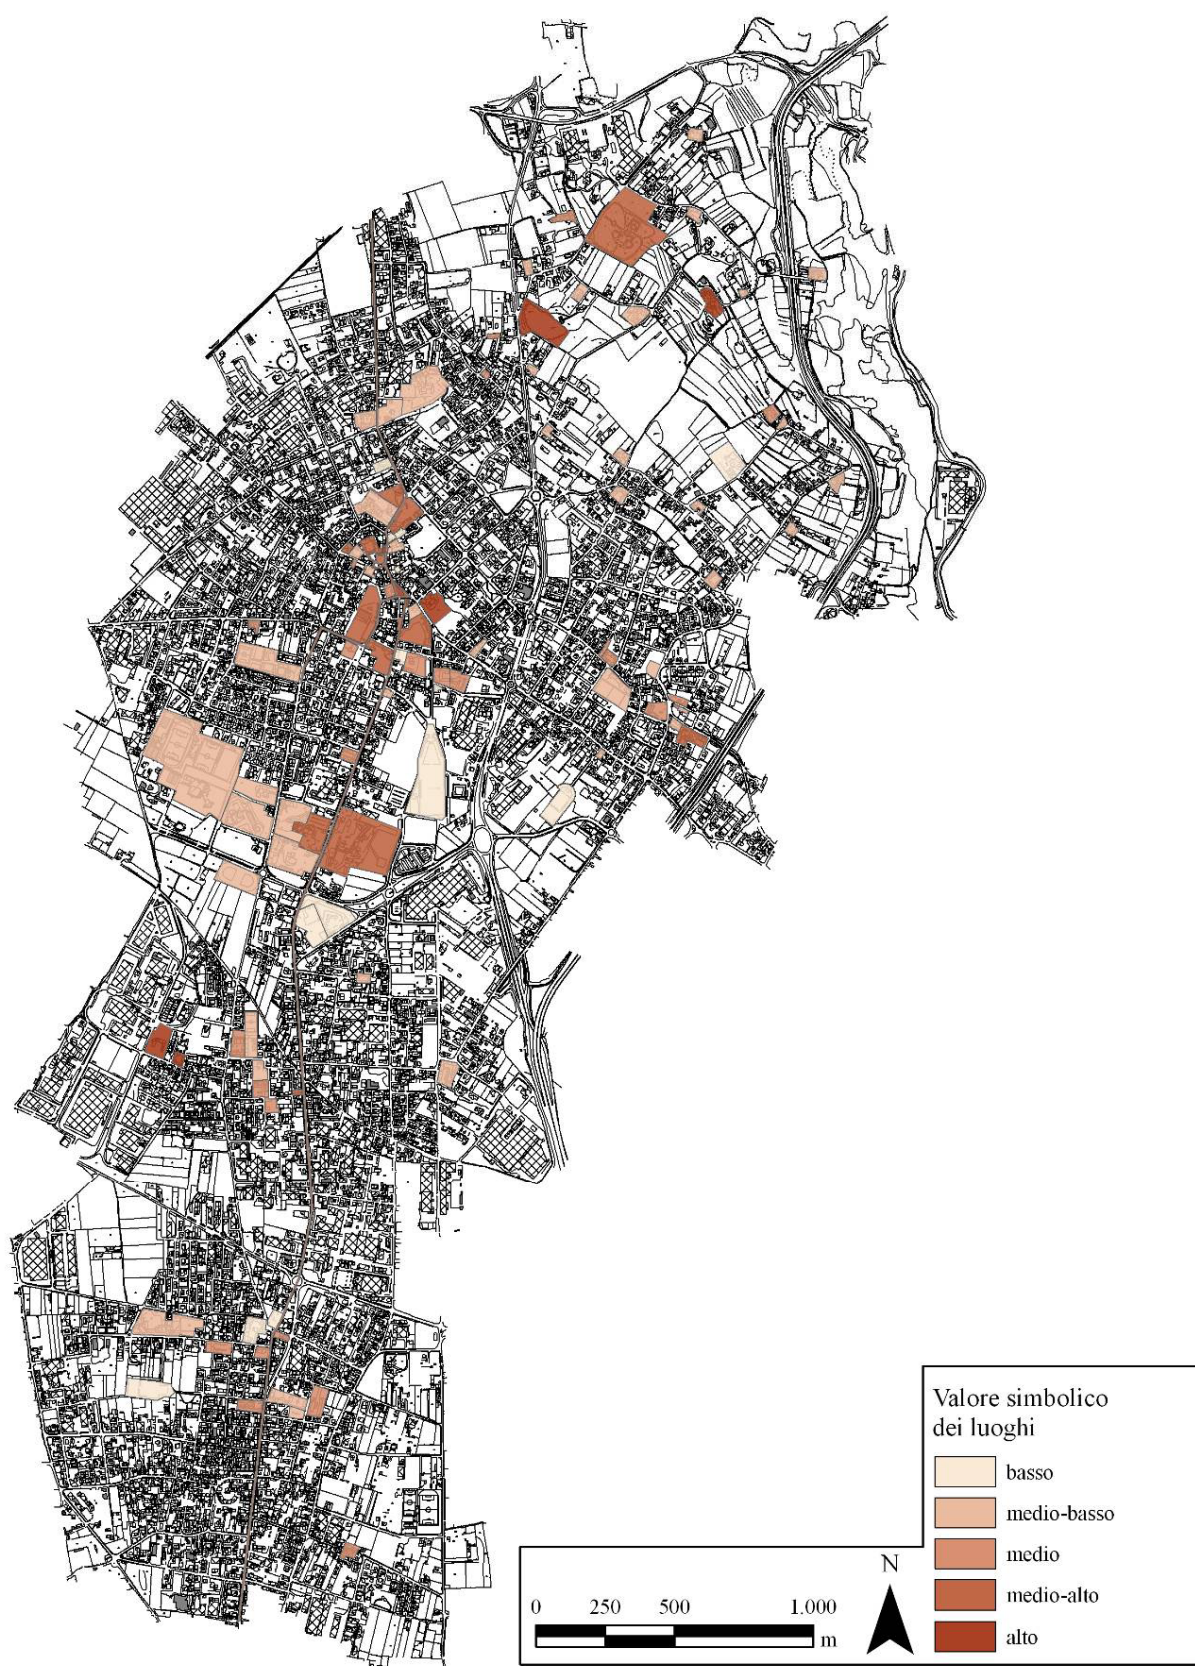 Valore simbolico
dei luoghi
basso
medio-basso
medio
medio-alto
alto
N
0 250 500 1.000
m